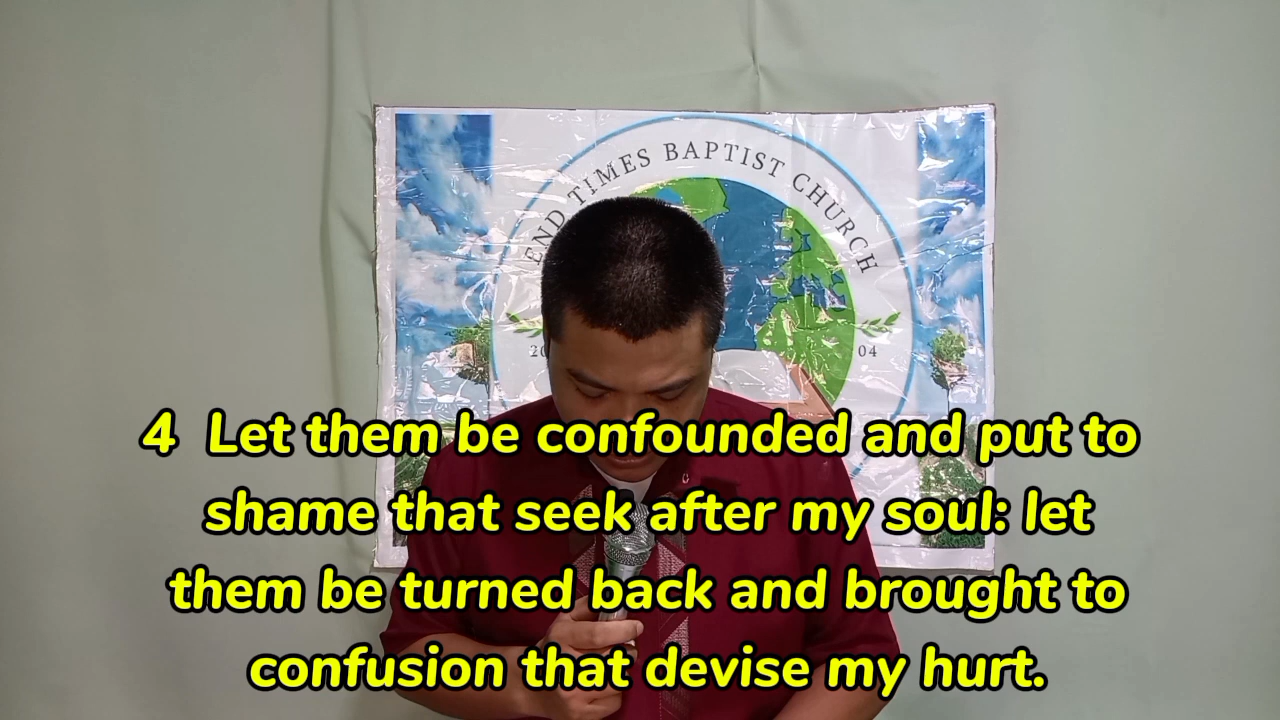 END TIMES BAPTIST CHURCH
20 04
4 Let them be confounded and put to
shame that seek after my soul: let
them be turned back and brought to
confusion that devise my hurt.